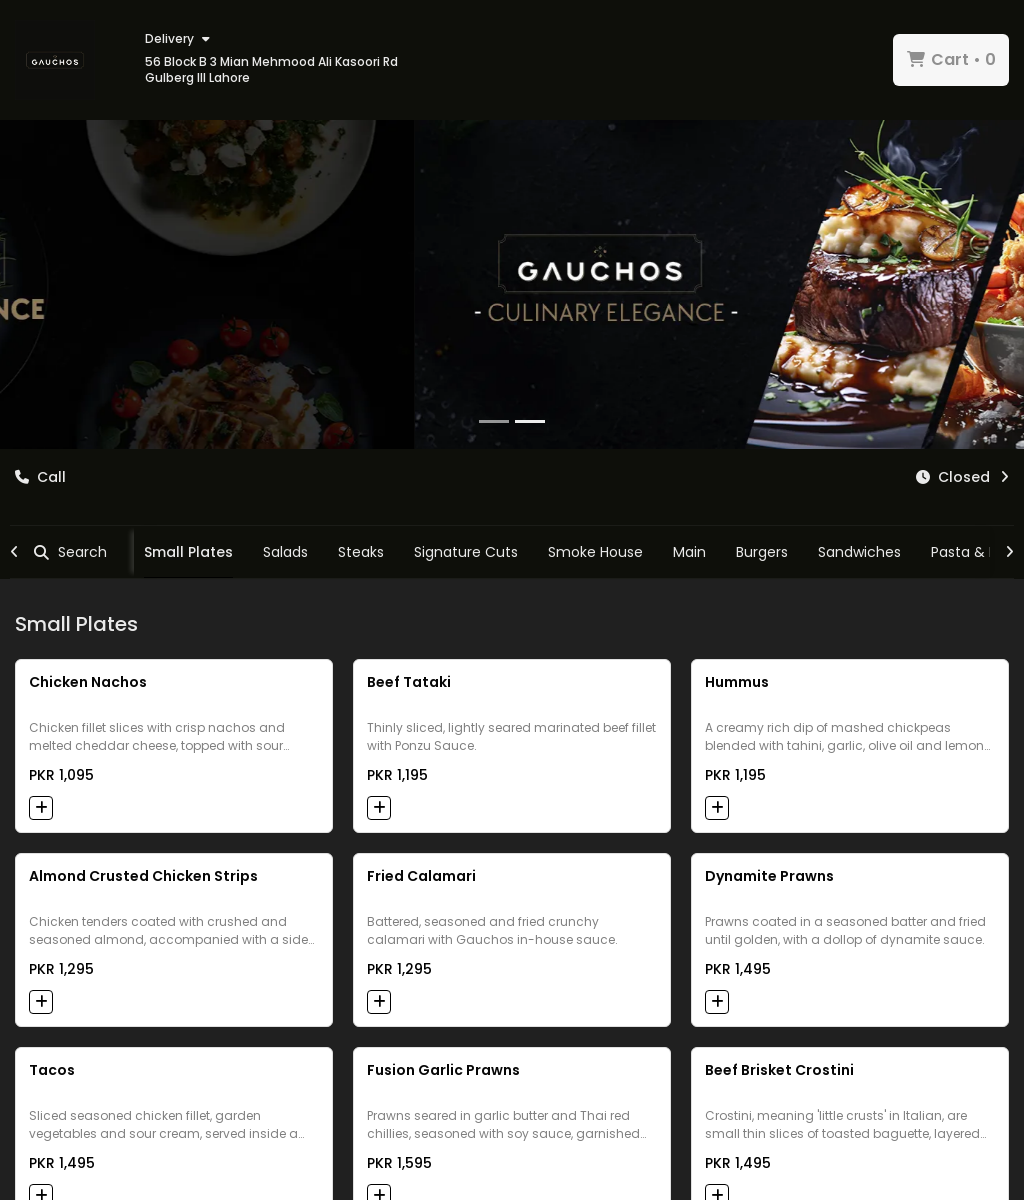 GAUCHOS
Delivery
56 Block B 3 Mian Mehmood Ali Kasoori Rd
Gulberg III Lahore
Cart • 0
NCE
GAUCHOS
- CULINARY ELEGANCE -
Call
Closed
Search
Small Plates
Salads
Steaks
Signature Cuts
Smoke House
Main
Burgers
Sandwiches
Pasta &
Small Plates
Chicken Nachos
Chicken fillet slices with crisp nachos and
melted cheddar cheese, topped with sour...
PKR 1,095
Beef Tataki
Thinly sliced, lightly seared marinated beef fillet
with Ponzu Sauce.
PKR 1,195
Hummus
A creamy rich dip of mashed chickpeas
blended with tahini, garlic, olive oil and lemon...
PKR 1,195
Almond Crusted Chicken Strips
Chicken tenders coated with crushed and
seasoned almond, accompanied with a side...
PKR 1,295
Fried Calamari
Battered, seasoned and fried crunchy
calamari with Gauchos in-house sauce.
PKR 1,295
Dynamite Prawns
Prawns coated in a seasoned batter and fried
until golden, with a dollop of dynamite sauce.
PKR 1,495
Tacos
Sliced seasoned chicken fillet, garden
vegetables and sour cream, served inside a...
PKR 1,495
Fusion Garlic Prawns
Prawns seared in garlic butter and Thai red
chillies, seasoned with soy sauce, garnished...
PKR 1,595
Beef Brisket Crostini
Crostini, meaning 'little crusts' in Italian, are
small thin slices of toasted baguette, layered...
PKR 1,495